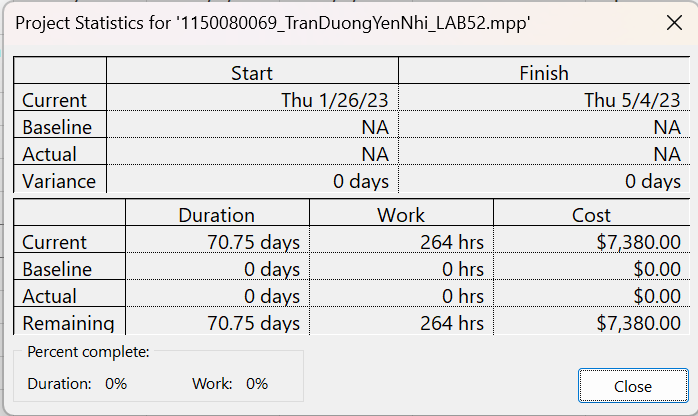 Project Statistics for '1150080069_TranDuongYenNhi_LAB52.mpp'
Start Finish
Current Thu 1/26/23 Thu 5/4/23
Baseline NA NA
Actual NA NA
Variance 0 days 0 days
Duration Work Cost
Current 70.75 days 264 hrs $7,380.00
Baseline 0 days 0 hrs $0.00
Actual 0 days 0 hrs $0.00
Remaining 70.75 days 264 hrs $7,380.00
Percent complete:
Duration: 0% Work: 0%
Close